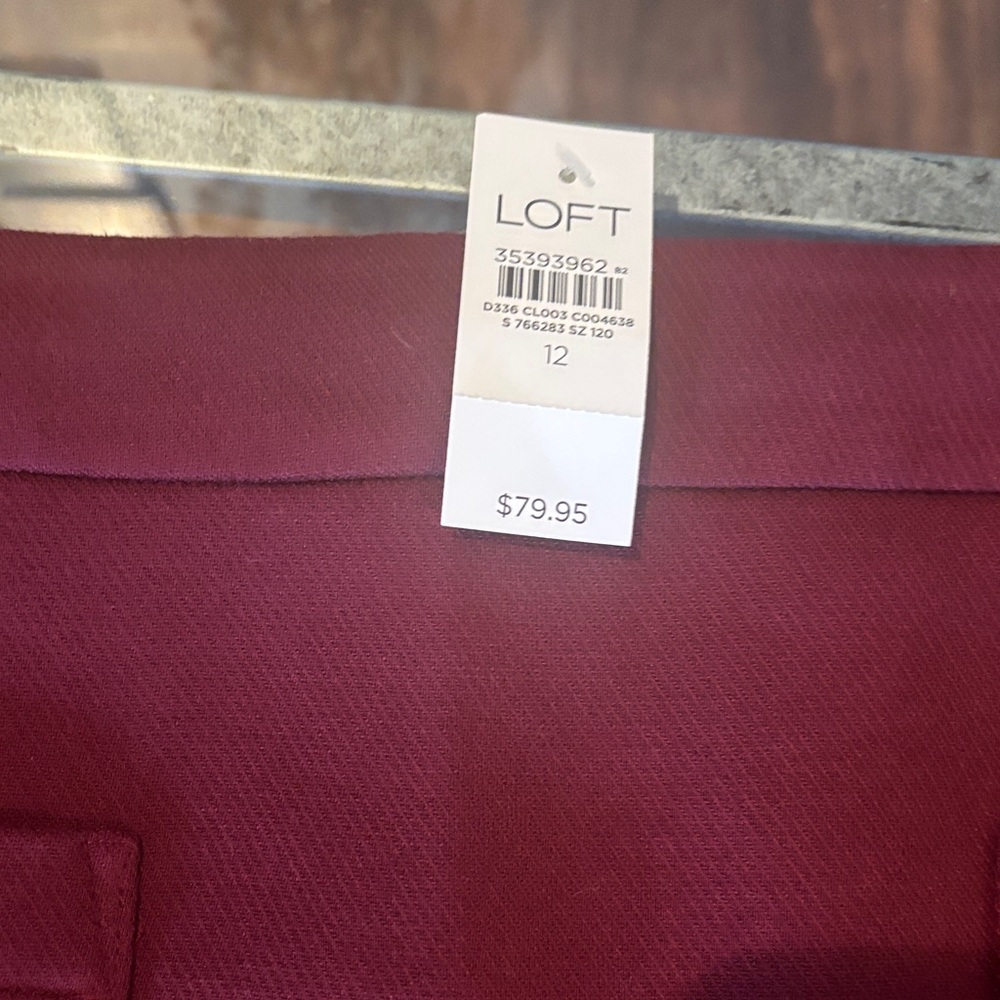 LOFT
35393962 82
D336 CL003 C004638
S 766283 SZ 120
12
$79.95